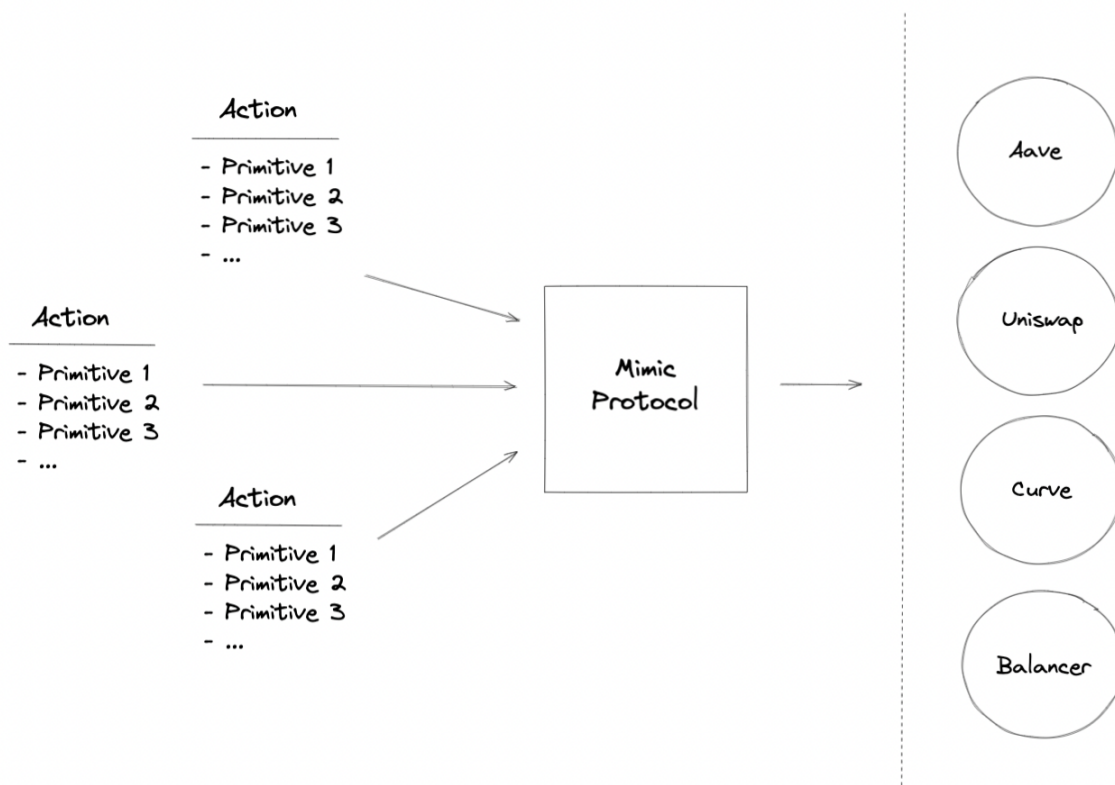 Action
- Primitive 1
- Primitive 2
- Primitive 3
- ...
Action
- Primitive 1
- Primitive 2
- Primitive 3
- ...
Action
- Primitive 1
- Primitive 2
- Primitive 3
- ...
Mimic
Protocol
Aave
Uniswap
Curve
Balancer